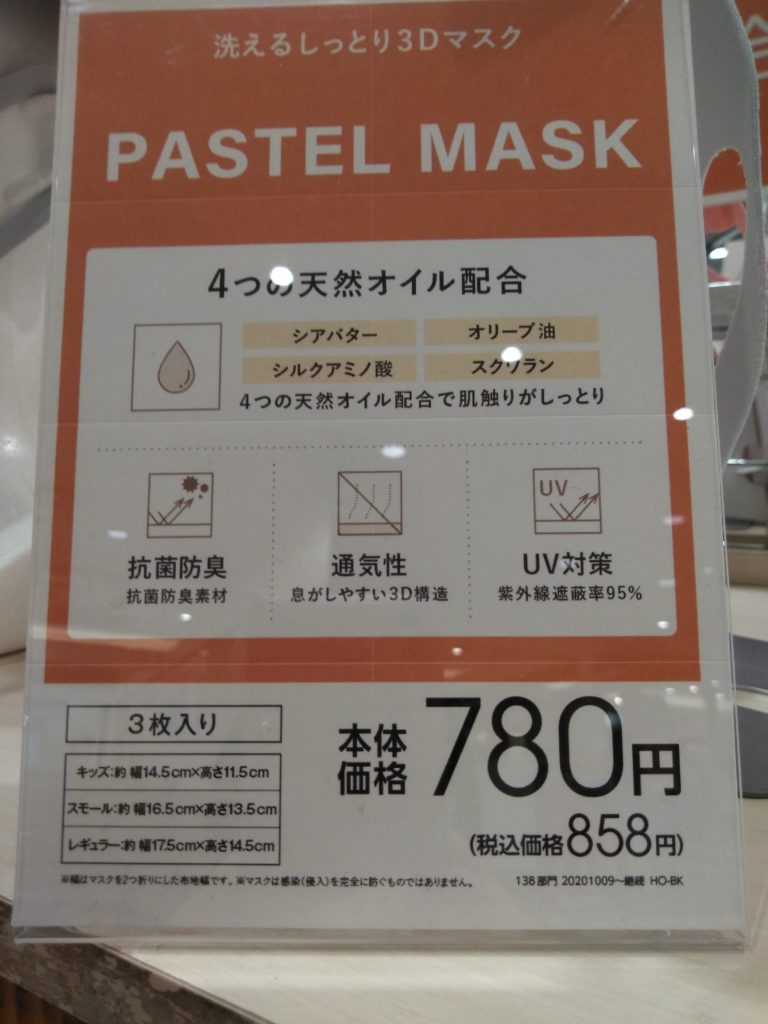 洗えるしっとり3Dマスク
PASTEL MASK
4つの天然オイル配合
シアバター オリーブ油
シルクアミノ酸 スクワラン
4つの天然オイル配合で肌触りがしっとり
UV
抗菌防臭 通気性 UV対策
抗菌防臭素材 息がしやすい3D構造 紫外線遮蔽率95%
3枚入り
キッズ:約 幅14.5cm×高さ11.5cm
スモール:約 幅16.5cm×高さ13.5cm
レギュラー:約 幅17.5cm×高さ14.5cm
本体価格 780円
(税込価格858円)
※幅はマスクを2つ折りにした布地幅です。※マスクは感染(侵入)を完全に防ぐものではありません。 138部門 20201009〜継続 HO-BK